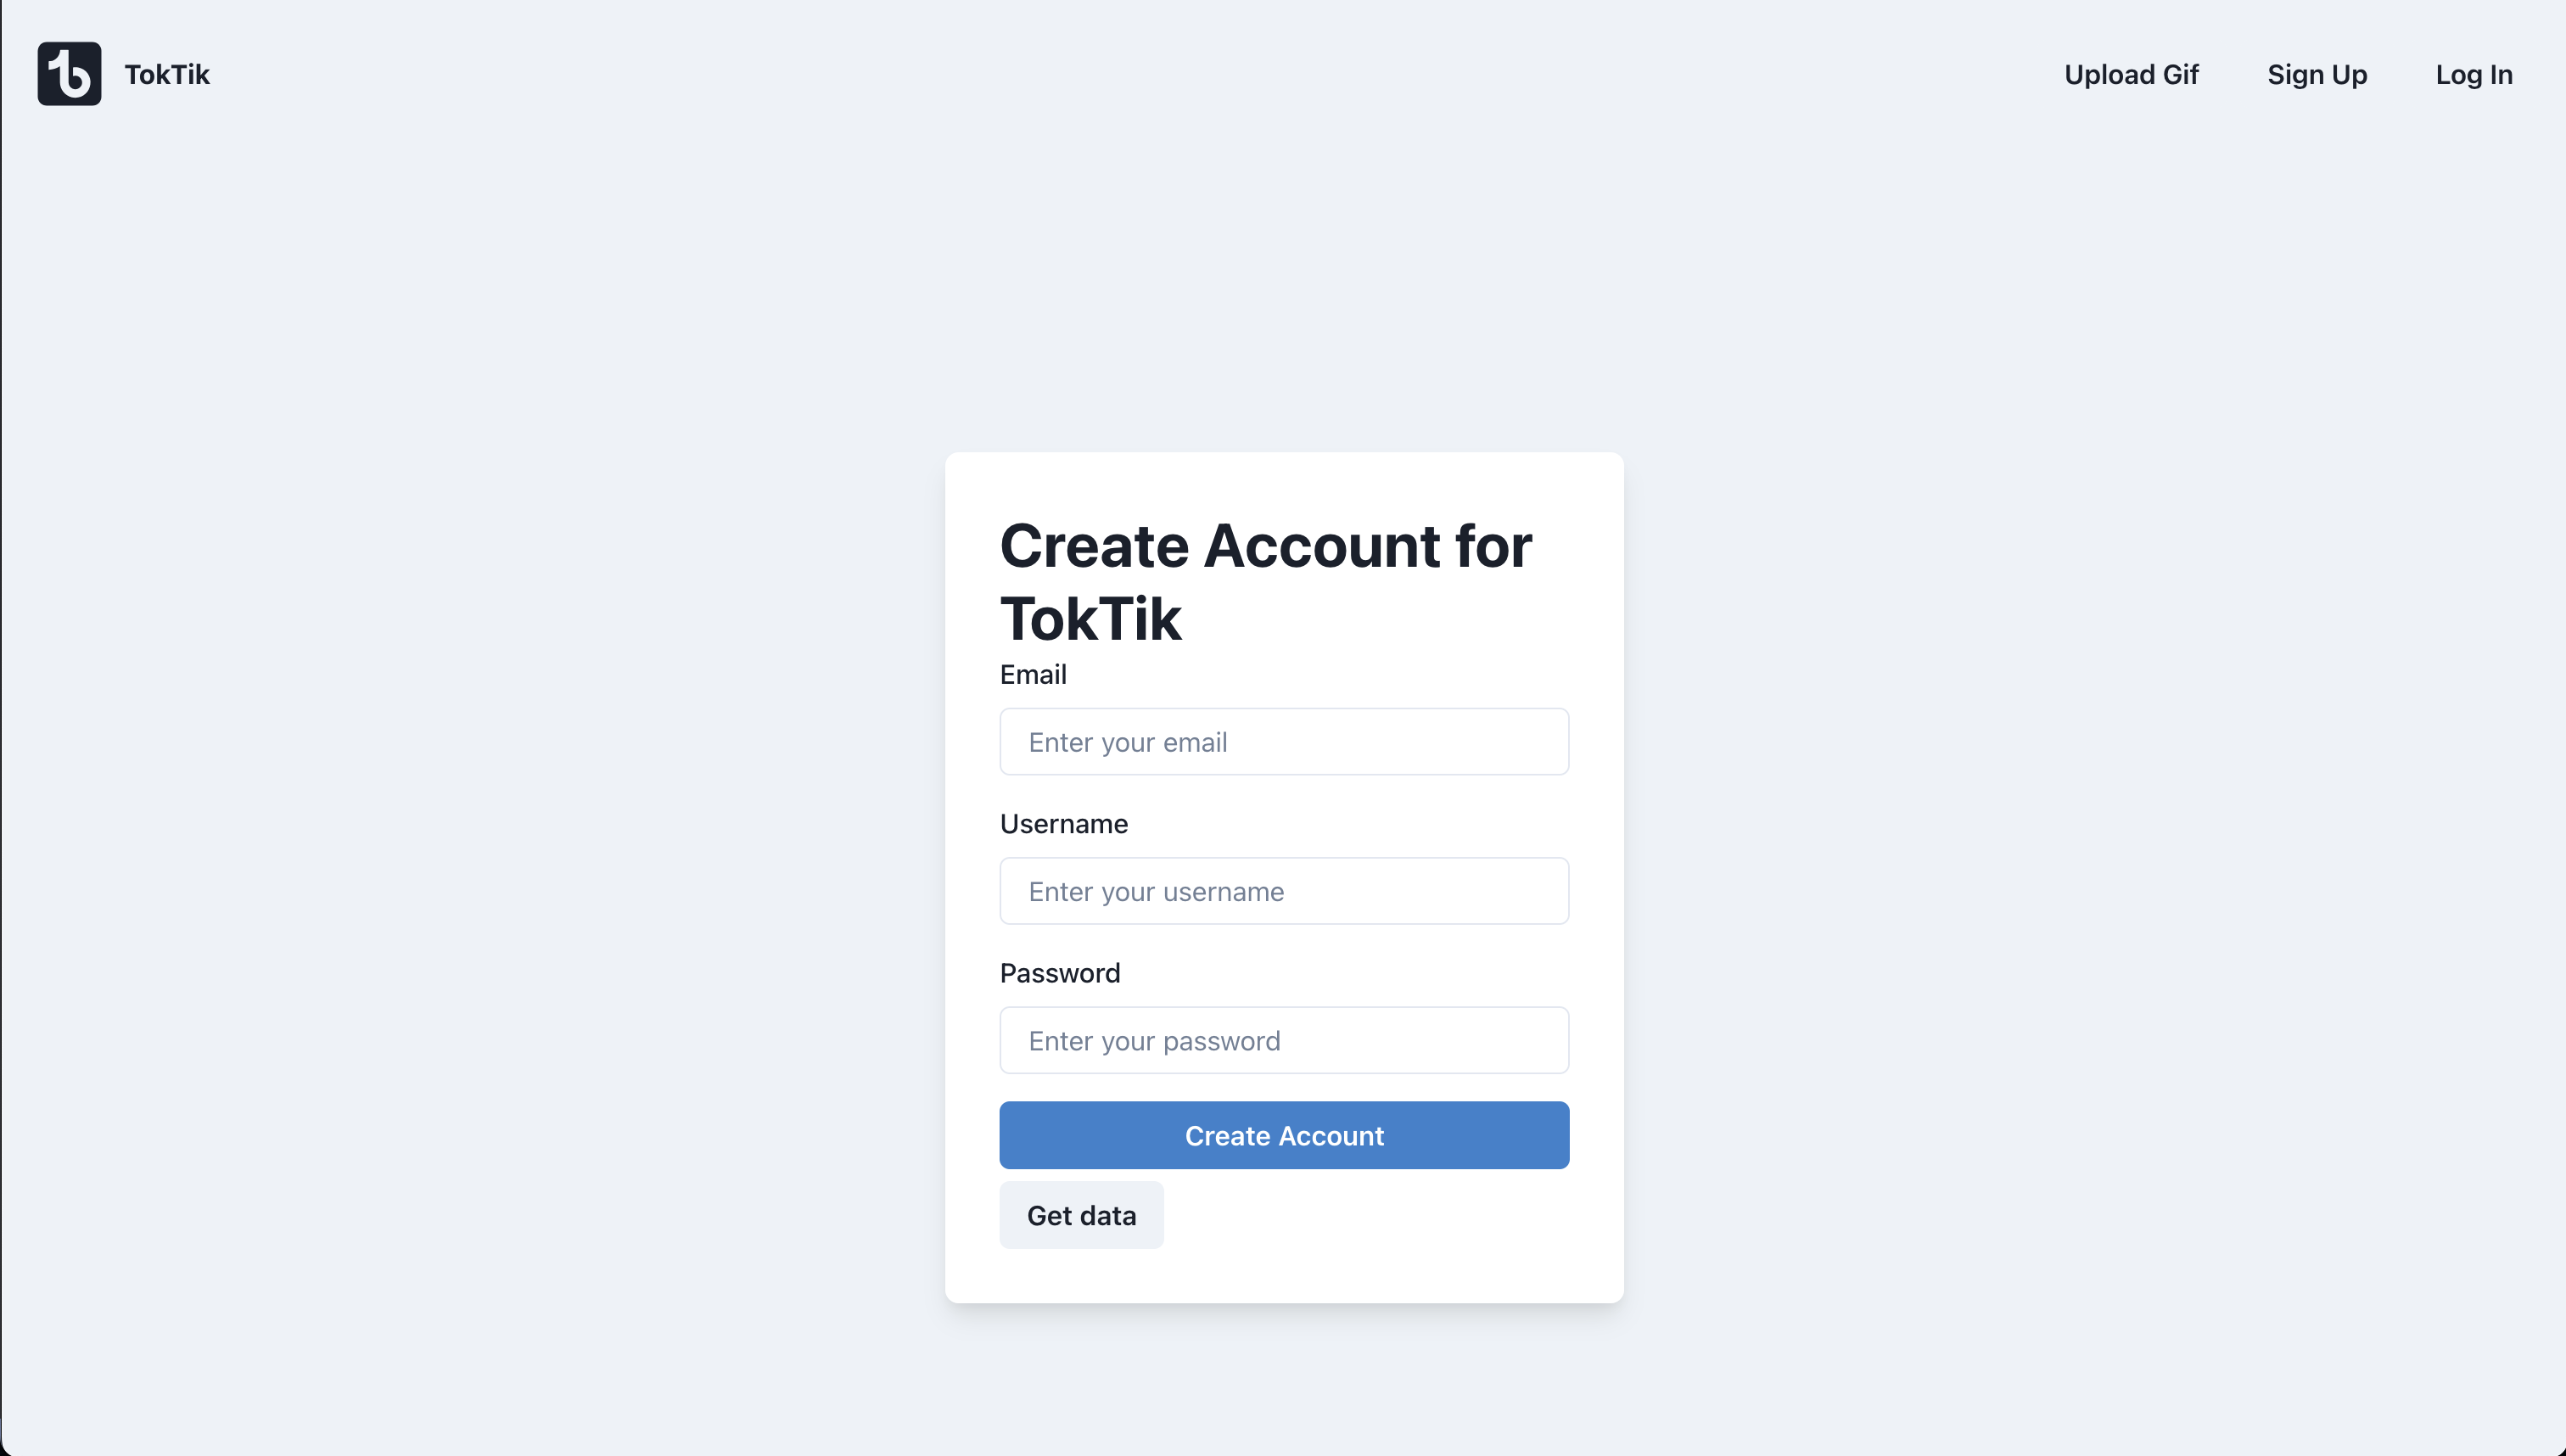 TokTik
Upload Gif
Sign Up
Log In
Create Account for
TokTik
Email
Enter your email
Username
Enter your username
Password
Enter your password
Create Account
Get data